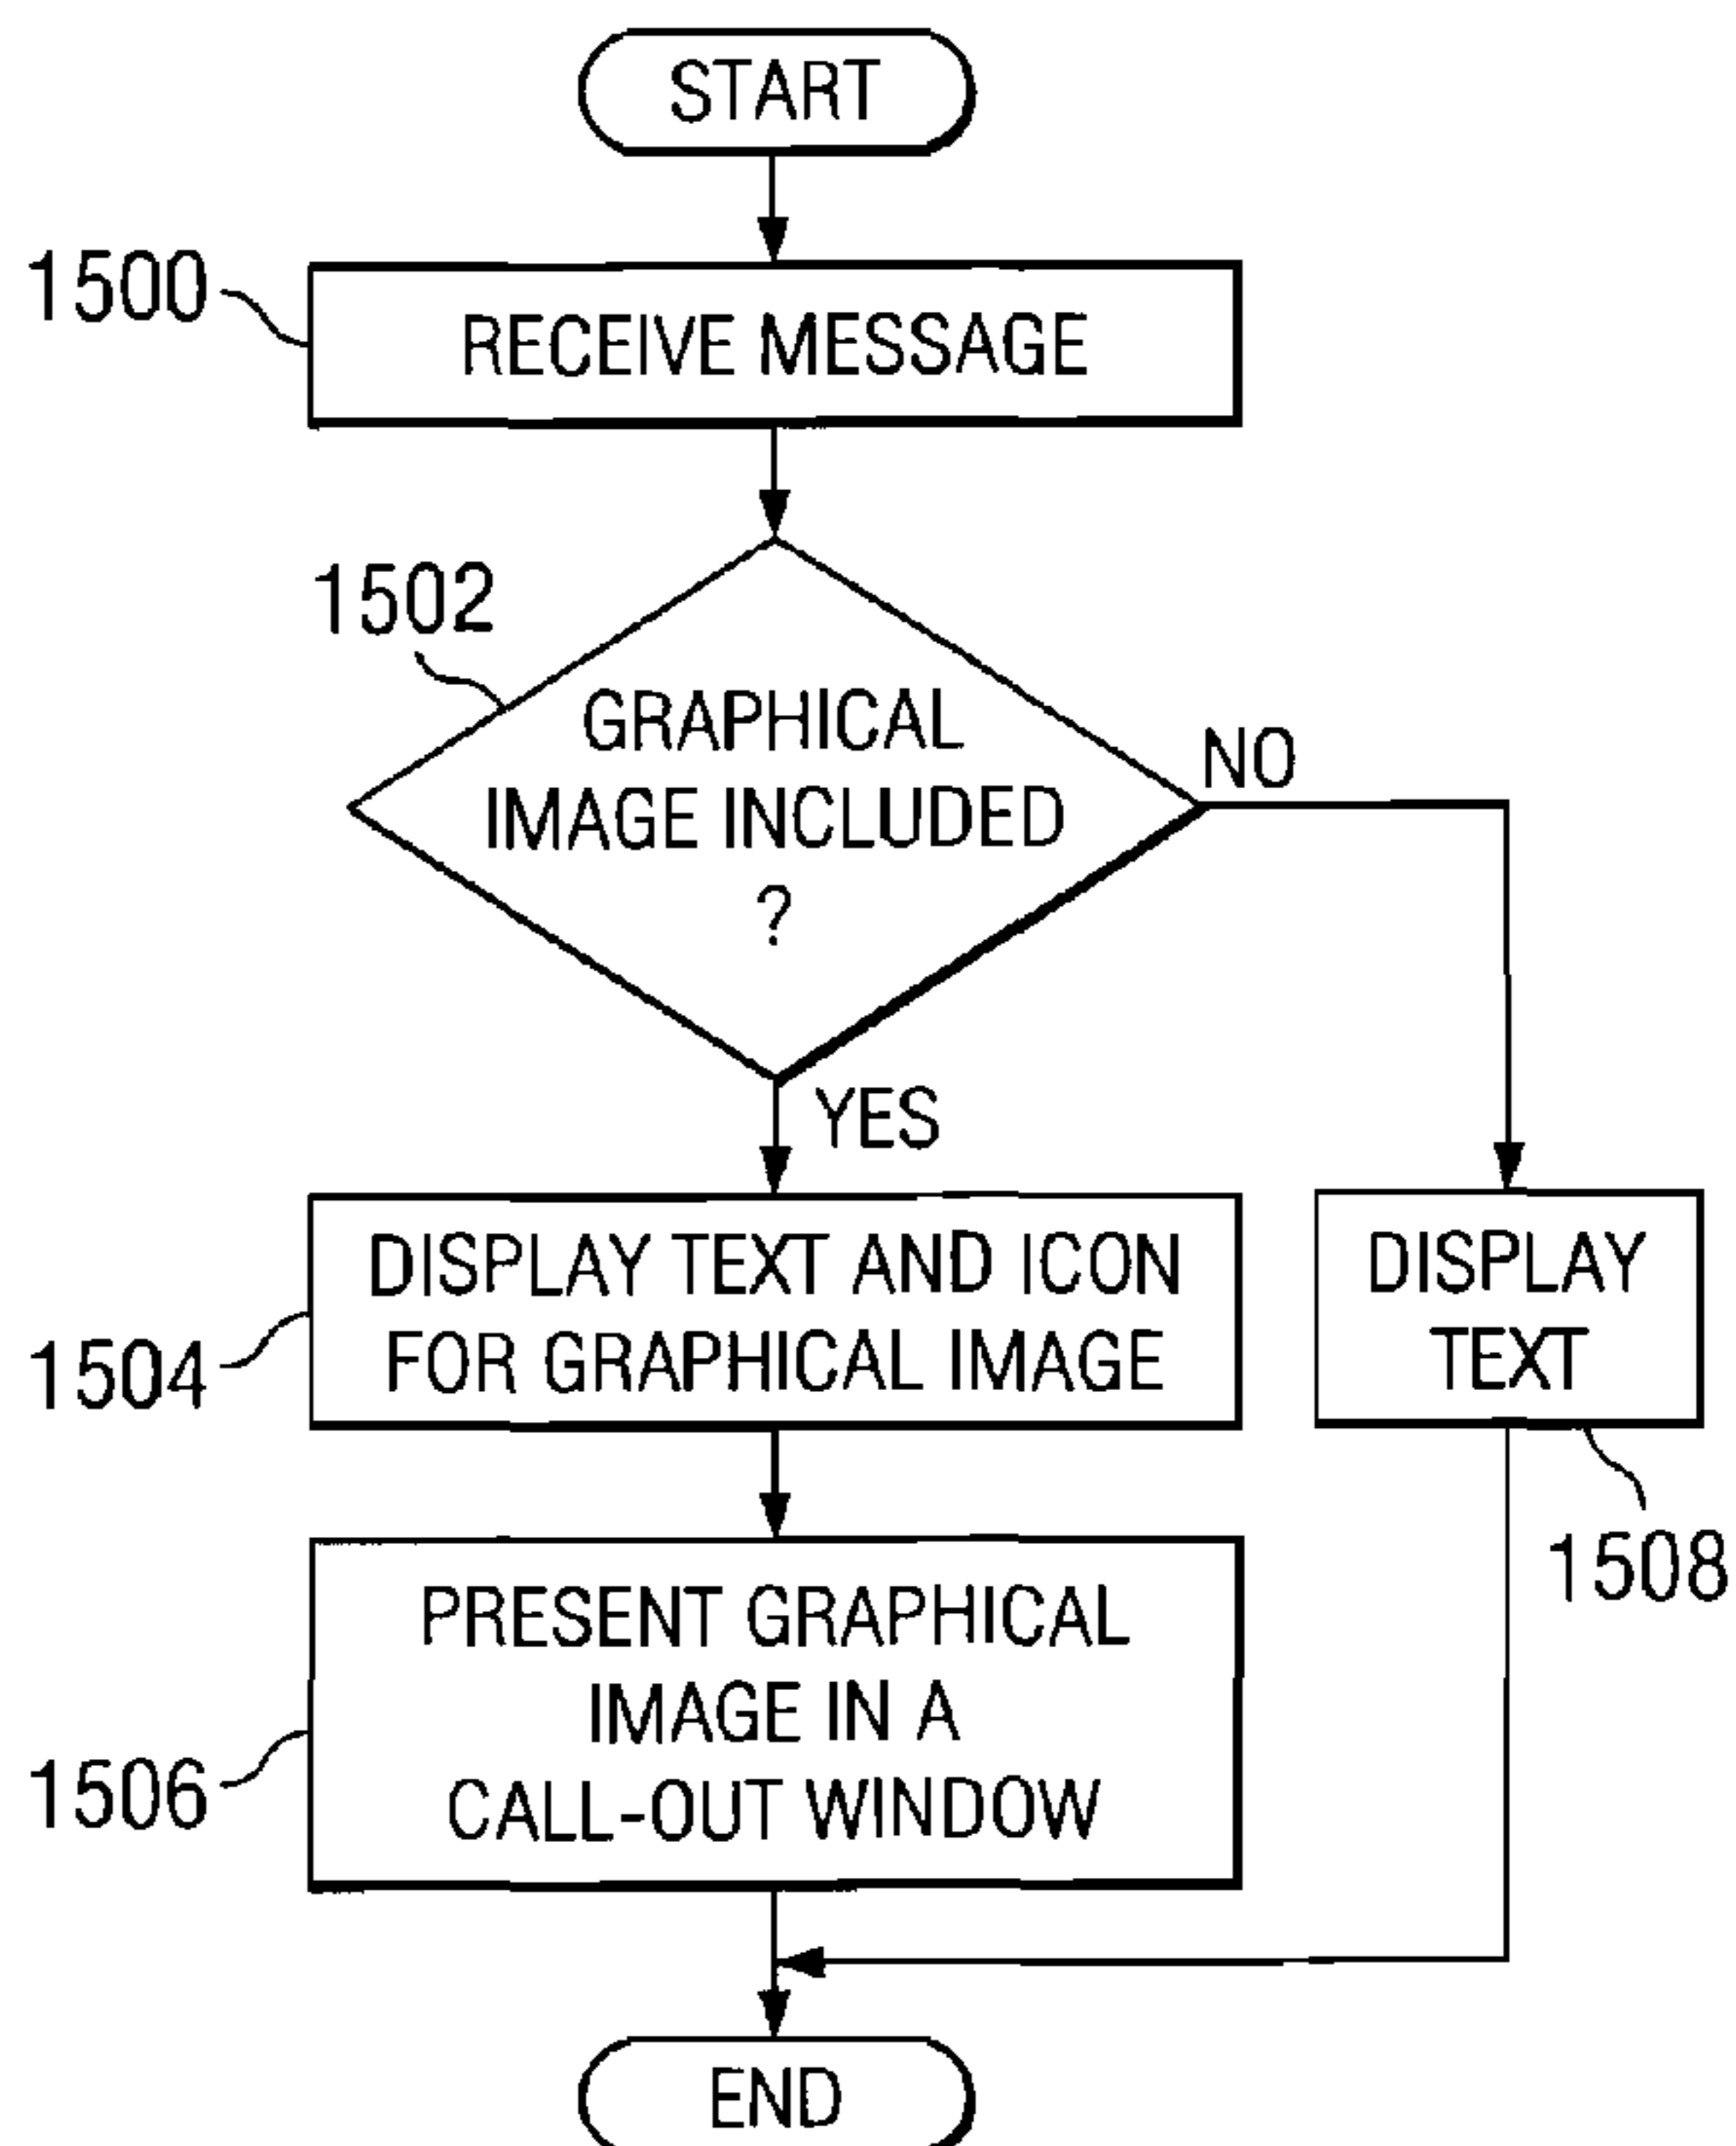 START
1500
RECEIVE MESSAGE
1502
GRAPHICAL
IMAGE INCLUDED
?
NO
YES
1504
DISPLAY TEXT AND ICON
FOR GRAPHICAL IMAGE
DISPLAY
TEXT
1508
1506
PRESENT GRAPHICAL
IMAGE IN A
CALL-OUT WINDOW
END